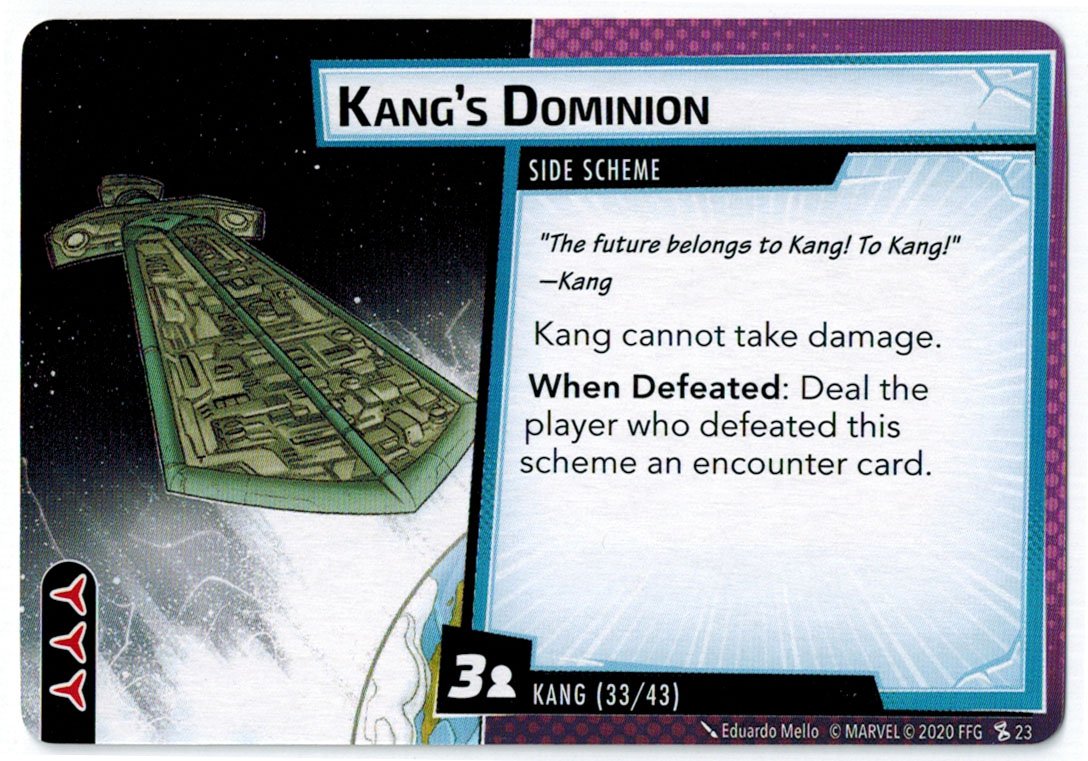 KANG'S DOMINION
SIDE SCHEME
"The future belongs to Kang! To Kang!"
—Kang
Kang cannot take damage.
When Defeated: Deal the
player who defeated this
scheme an encounter card.
3
KANG (33/43)
Eduardo Mello © MARVEL © 2020 FFG 23